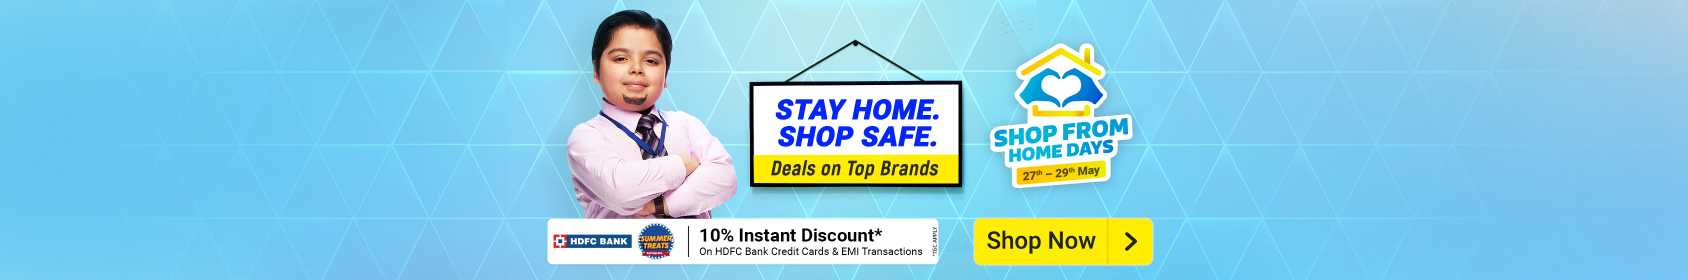 STAY HOME.
SHOP SAFE.
Deals on Top Brands
SHOP FROM
HOME DAYS
27th – 29th May
HDFC BANK
SUMMER
TREATS
10% Instant Discount*
On HDFC Bank Credit Cards & EMI Transactions
*T&C APPLY
Shop Now